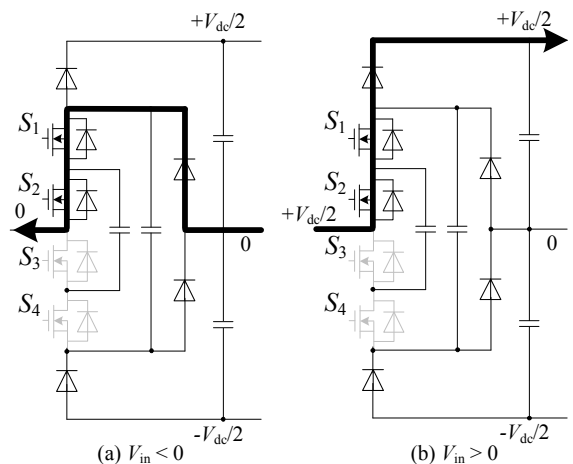 +Vdc/2
S1
S2
0
S3
S4
0
-Vdc/2
(a) Vin < 0
+Vdc/2
S1
S2
+Vdc/2
S3
S4
0
-Vdc/2
(b) Vin > 0